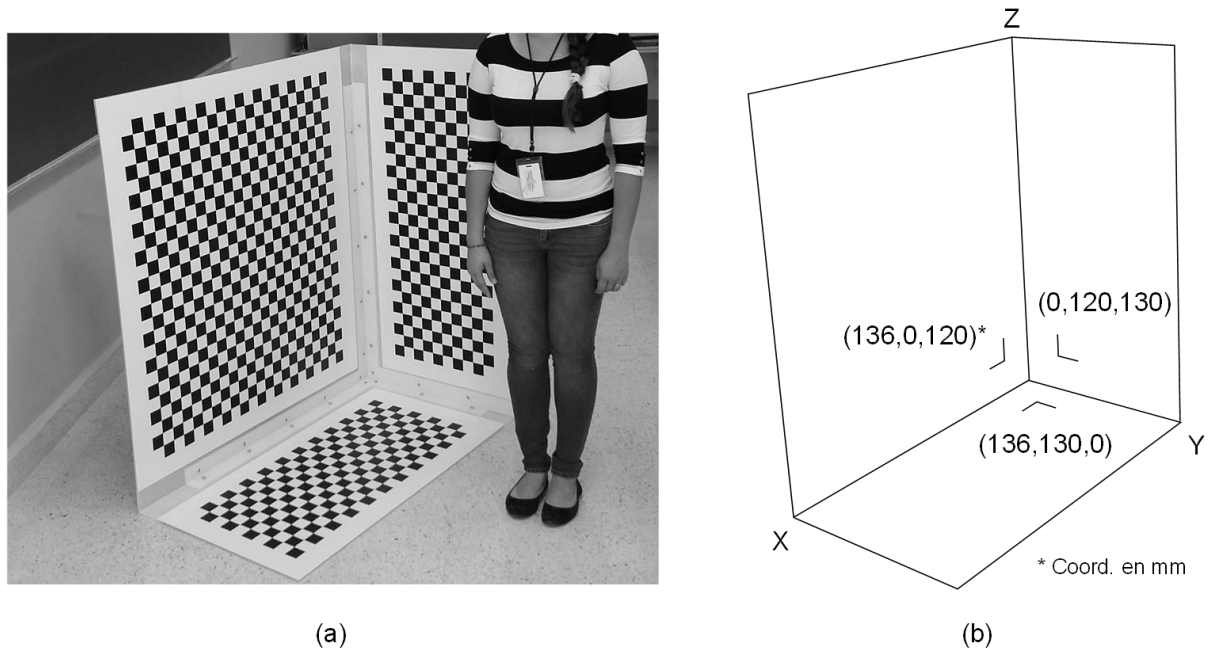 Z
(0,120,130)
(136,0,120)*
(136,130,0)
Y
X
* Coord. en mm
(a)
(b)